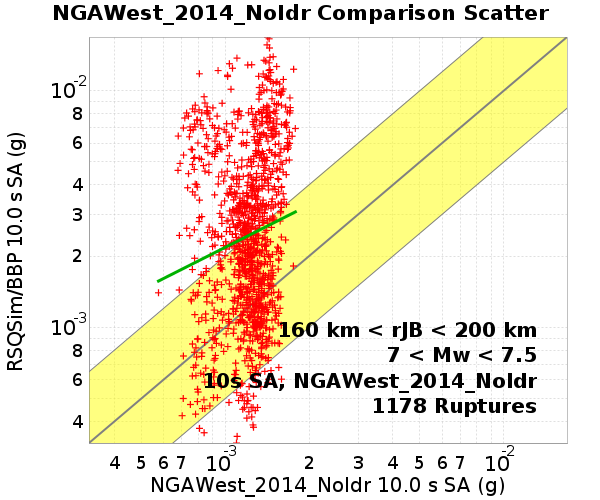 NGAWest_2014_NoIdr Comparison Scatter
RSQSim/BBP 10.0 s SA (g)
10-2
8
6
4
3
2
10-3
8
6
4
160 km < rJB < 200 km
7 < Mw < 7.5
10s SA, NGAWest_2014_NoIdr
1178 Ruptures
4 5 6 7 10-3 2 3 4 5 6 7 10-2
NGAWest_2014_NoIdr 10.0 s SA (g)